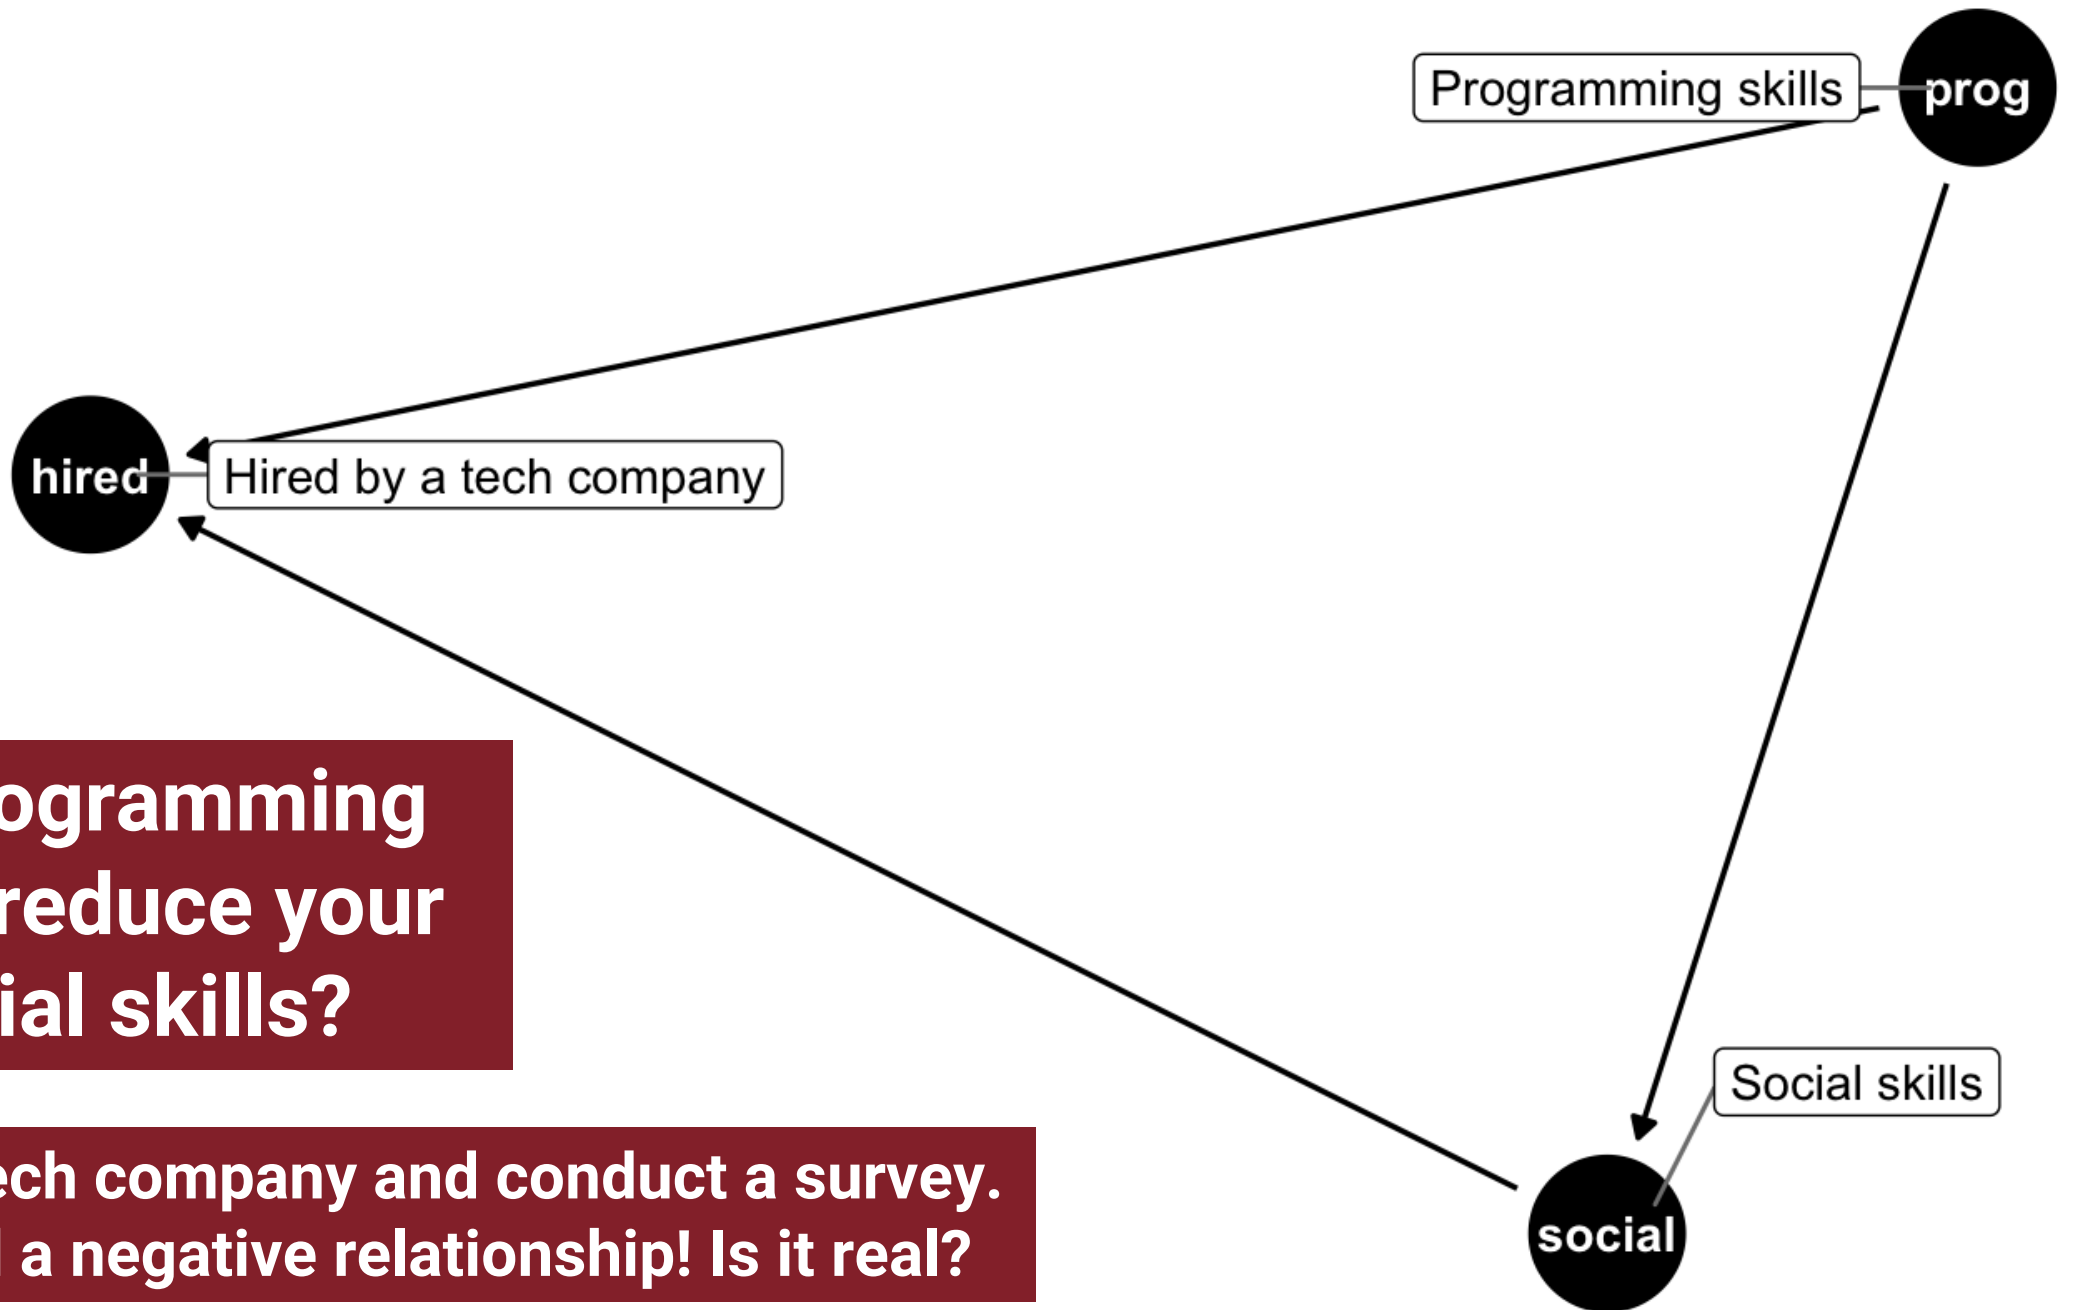 Programming skills
prog
hired
Hired by a tech company
ogramming
reduce your
ial skills?
Social skills
social
ech company and conduct a survey.
a negative relationship! Is it real?